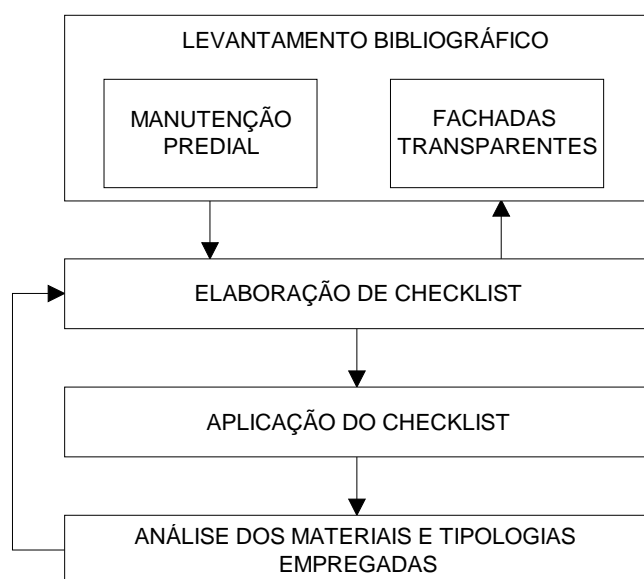 LEVANTAMENTO BIBLIOGRÁFICO
MANUTENÇÃO
PREDIAL
FACHADAS
TRANSPARENTES
ELABORAÇÃO DE CHECKLIST
APLICAÇÃO DO CHECKLIST
ANÁLISE DOS MATERIAIS E TIPOLOGIAS
EMPREGADAS